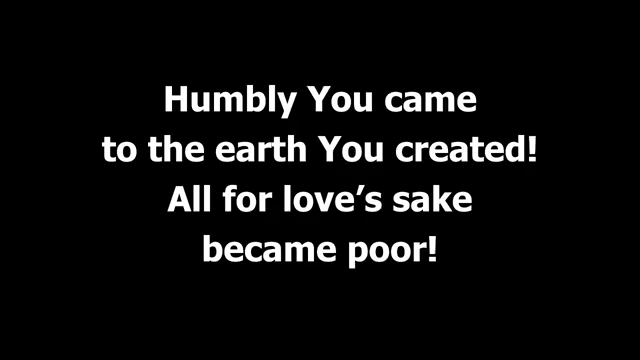 Humbly You came
to the earth You created!
All for love’s sake
became poor!